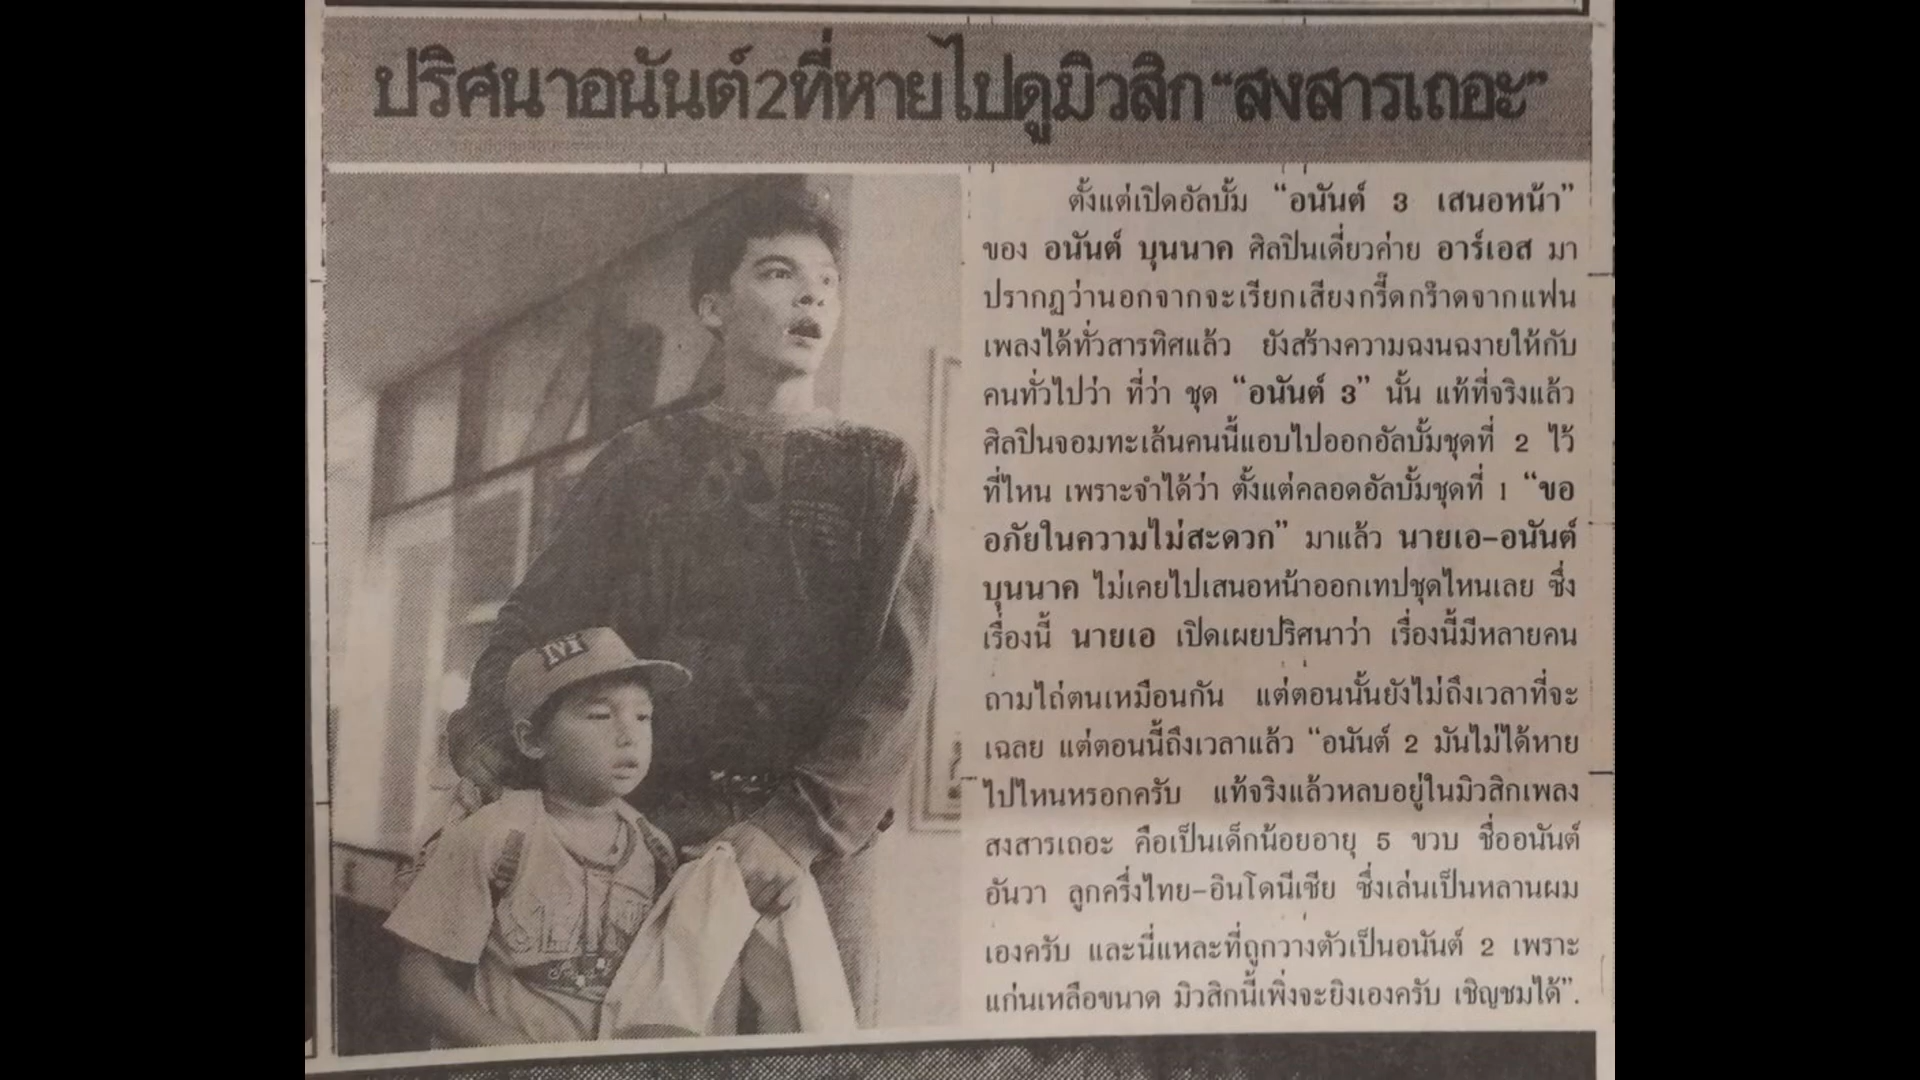 ปริศนาอนันต์2ที่หายไปดูมิวสิก “สงสารเถอะ”
ตั้งแต่เปิดอัลบั้ม “อนันต์ 3 เสนอหน้า”
ของ อนันต์ บุนนาค ศิลปินเดี่ยวค่าย อาร์เอส มา
ปรากฏว่านอกจากจะเรียกเสียงกรี๊ดกร๊าดจากแฟน
เพลงได้ทั่วสารทิศแล้ว ยังสร้างความฉงนฉงายให้กับ
คนทั่วไปว่า ที่ว่า ชุด “อนันต์ 3” นั้น แท้ที่จริงแล้ว
ศิลปินจอมทะเล้นคนนี้แอบไปออกอัลบั้มชุดที่ 2 ไว้
ที่ไหน เพราะจำได้ว่า ตั้งแต่คลอดอัลบั้มชุดที่ 1 “ขอ
อภัยในความไม่สะดวก” มาแล้ว นายเอ-อนันต์
บุนนาค ไม่เคยไปเสนอหน้าออกเทปชุดไหนเลย ซึ่ง
เรื่องนี้ นายเอ เปิดเผยปริศนาว่า เรื่องนี้มีหลายคน
ถามไถ่ตนเหมือนกัน แต่ตอนนั้นยังไม่ถึงเวลาที่จะ
เฉลย แต่ตอนนี้ถึงเวลาแล้ว “อนันต์ 2 มันไม่ได้หาย
ไปไหนหรอกครับ แท้จริงแล้วหลบอยู่ในมิวสิกเพลง
สงสารเถอะ คือเป็นเด็กน้อยอายุ 5 ขวบ ชื่ออนันต์
อันวา ลูกครึ่งไทย-อินโดนีเซีย ซึ่งเล่นเป็นหลานผม
เองครับ และนี่แหละที่ถูกวางตัวเป็นอนันต์ 2 เพราะ
แก่นเหลือขนาด มิวสิกนี้เพิ่งจะยิงเองครับ เชิญชมได้”.
M